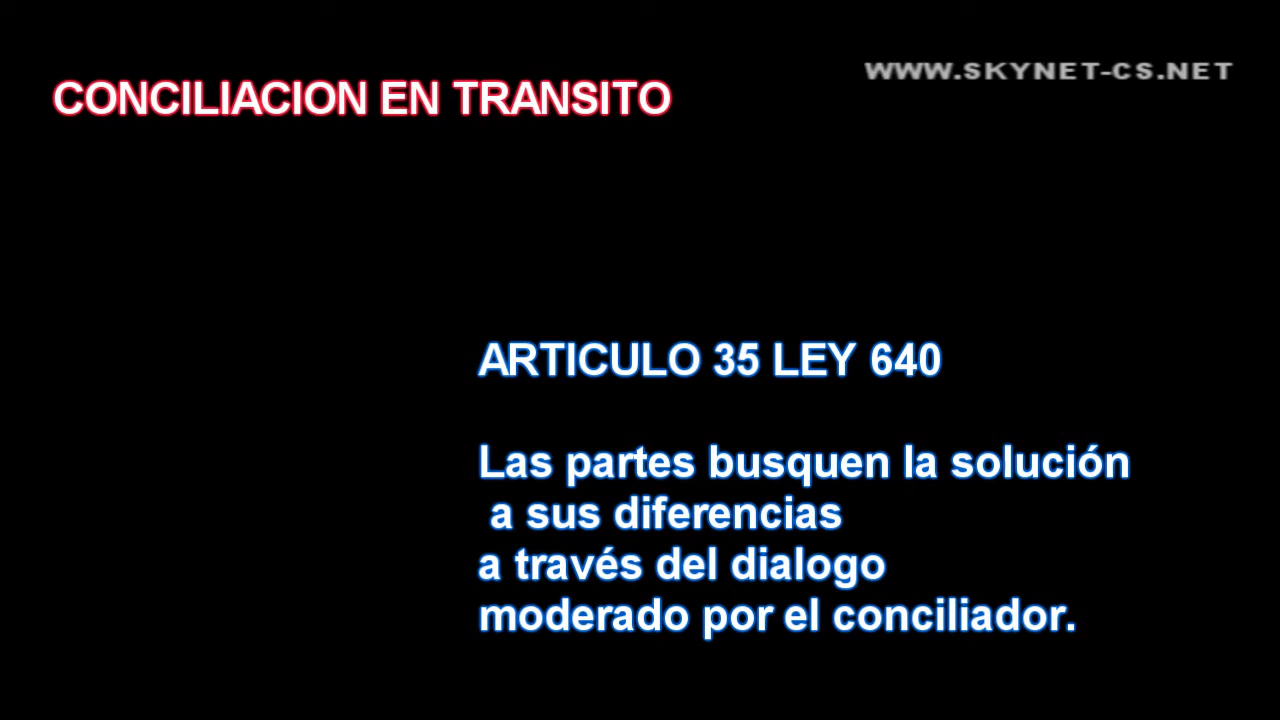 WWW.SKYNET-CS.NET
CONCILIACION EN TRANSITO
ARTICULO 35 LEY 640
Las partes busquen la solución
a sus diferencias
a través del dialogo
moderado por el conciliador.